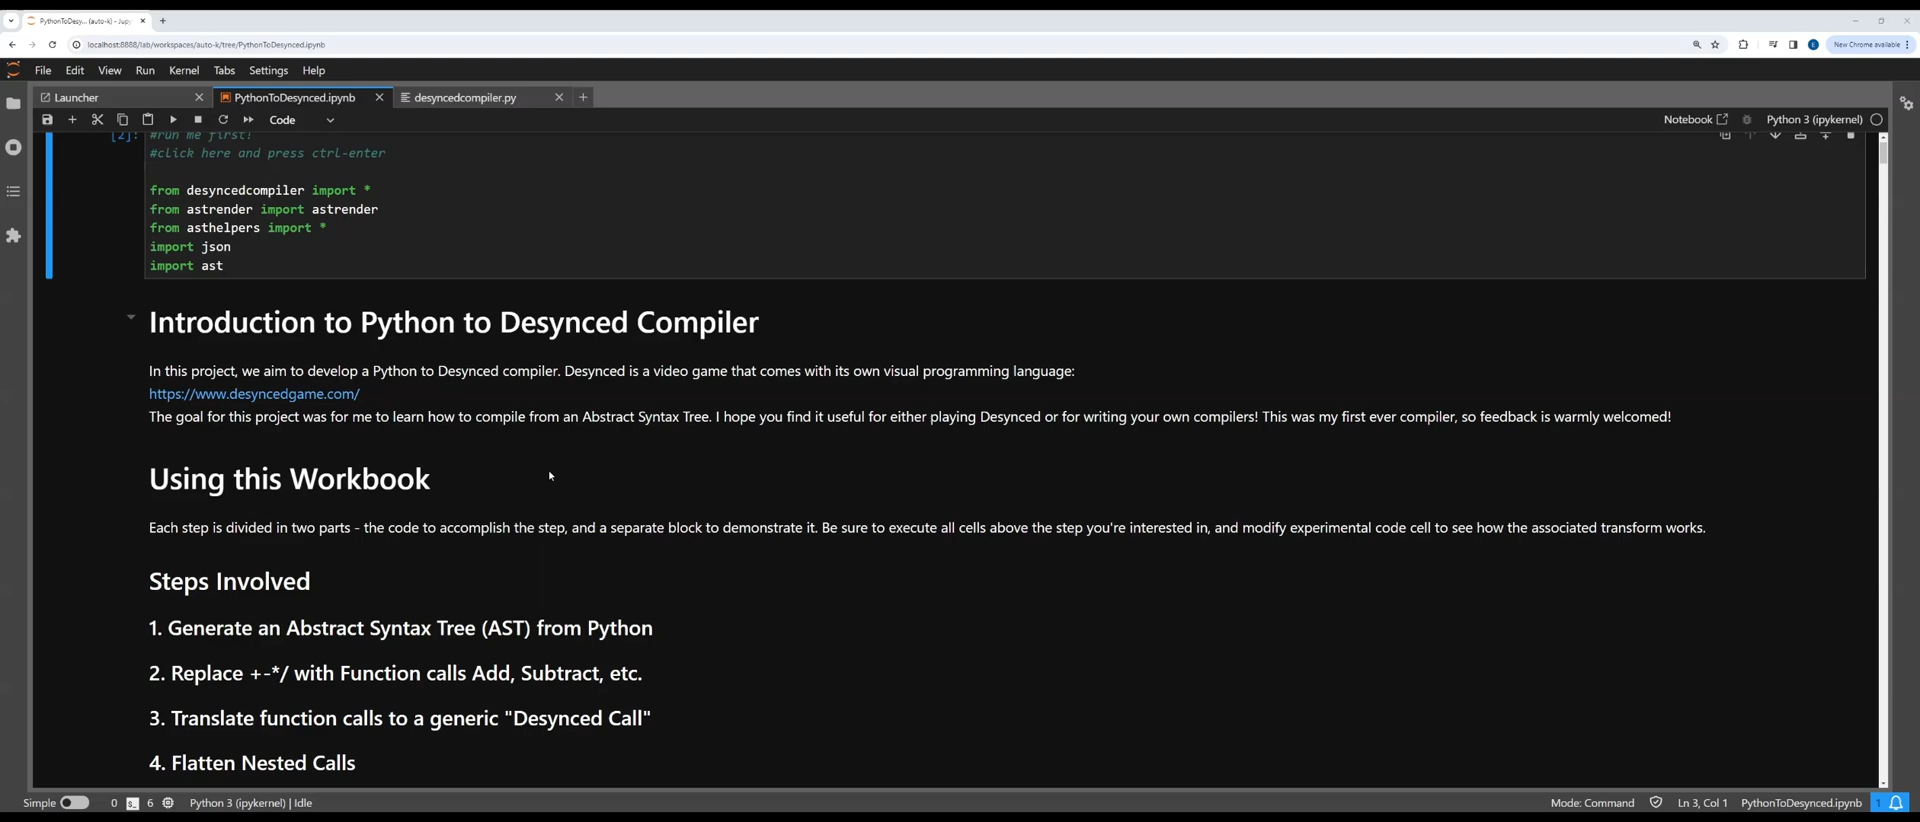 PythonToDesy... (auto-k) - Jupy
localhost:8888/lab/workspaces/auto-k/tree/PythonToDesynced.ipynb
New Chrome available
File Edit View Run Kernel Tabs Settings Help
Launcher
PythonToDesynced.ipynb
desyncedcompiler.py
Code
Notebook
Python 3 (ipykernel)
[2]:
#run me first!
#click here and press ctrl-enter
from desyncedcompiler import *
from astrender import astrender
from asthelpers import *
import json
import ast
Introduction to Python to Desynced Compiler
In this project, we aim to develop a Python to Desynced compiler. Desynced is a video game that comes with its own visual programming language:
https://www.desyncedgame.com/
The goal for this project was for me to learn how to compile from an Abstract Syntax Tree. I hope you find it useful for either playing Desynced or for writing your own compilers! This was my first ever compiler, so feedback is warmly welcomed!
Using this Workbook
Each step is divided in two parts - the code to accomplish the step, and a separate block to demonstrate it. Be sure to execute all cells above the step you're interested in, and modify experimental code cell to see how the associated transform works.
Steps Involved
1. Generate an Abstract Syntax Tree (AST) from Python
2. Replace +-*/ with Function calls Add, Subtract, etc.
3. Translate function calls to a generic "Desynced Call"
4. Flatten Nested Calls
Simple 0 6 Python 3 (ipykernel) | Idle
Mode: Command Ln 3, Col 1 PythonToDesynced.ipynb 1